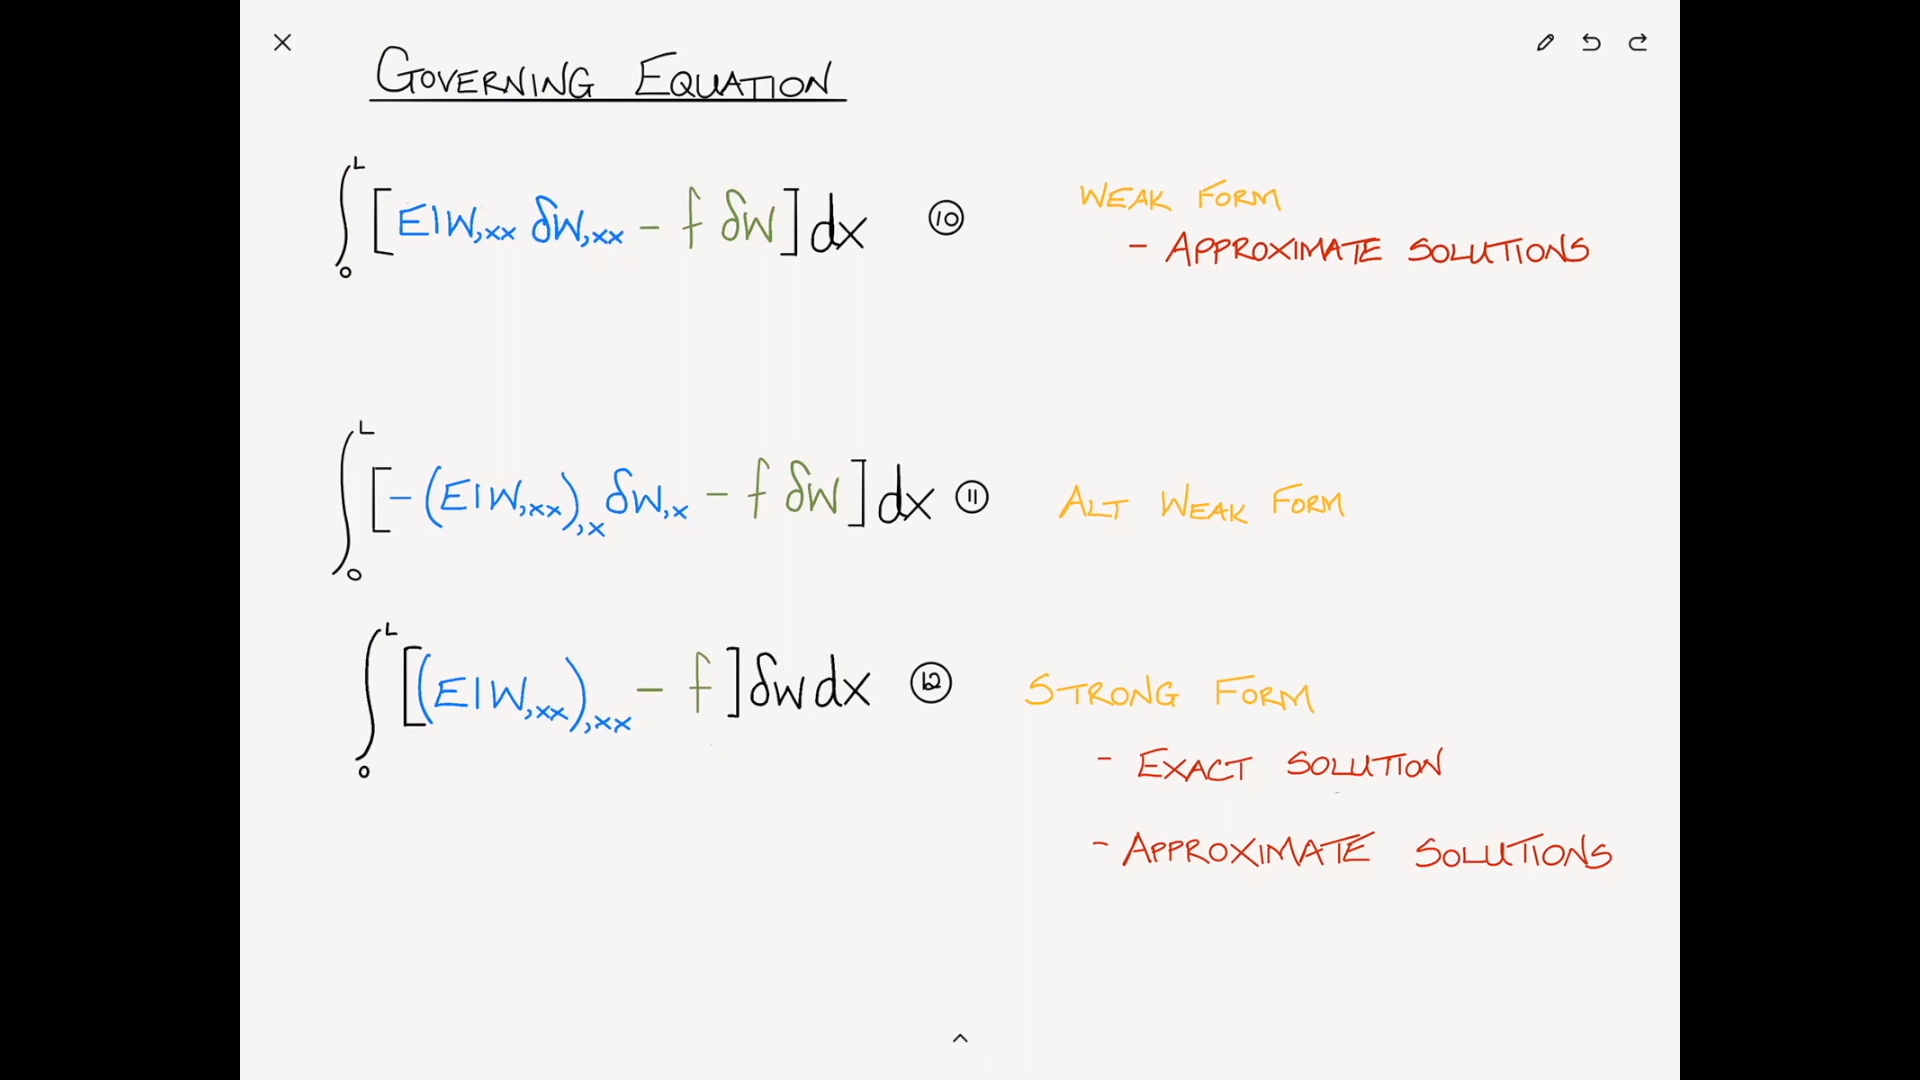 GOVERNING EQUATION
∫₀ᴸ [EIW,xx δW,xx − f δW] dx ⑩
WEAK FORM
- APPROXIMATE SOLUTIONS
∫₀ᴸ [−(EIW,xx),x δW,x − f δW] dx ⑪
ALT WEAK FORM
∫₀ᴸ [(EIW,xx),xx − f] δW dx ⑫
STRONG FORM
- EXACT SOLUTION
- APPROXIMATE SOLUTIONS